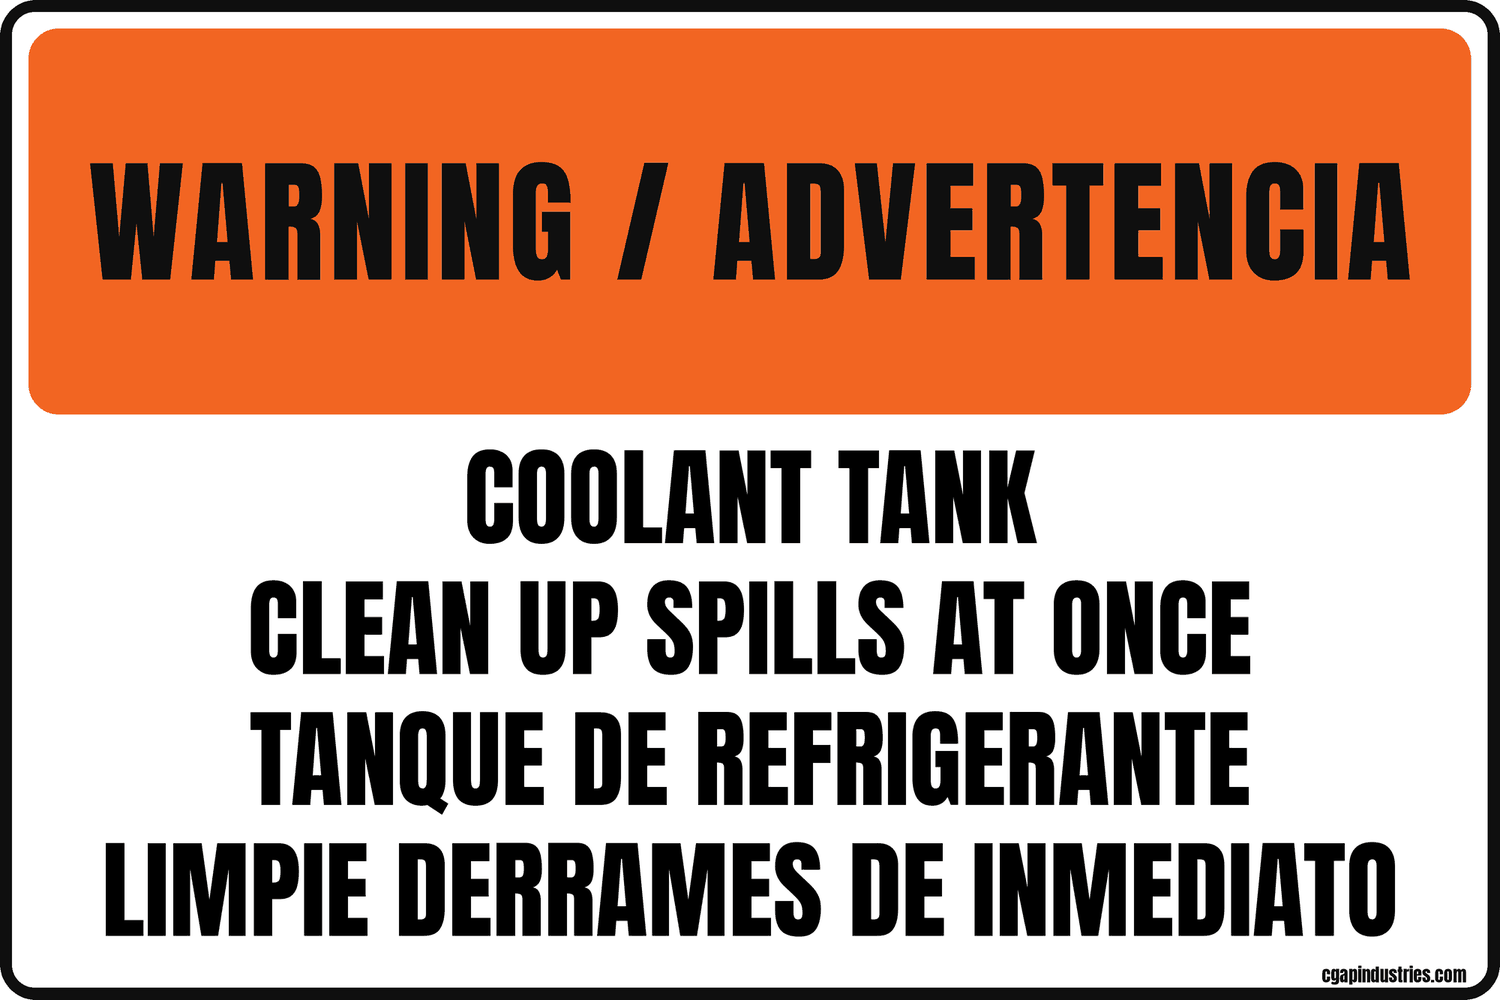 WARNING / ADVERTENCIA
COOLANT TANK
CLEAN UP SPILLS AT ONCE
TANQUE DE REFRIGERANTE
LIMPIE DERRAMES DE INMEDIATO
cgapindustries.com